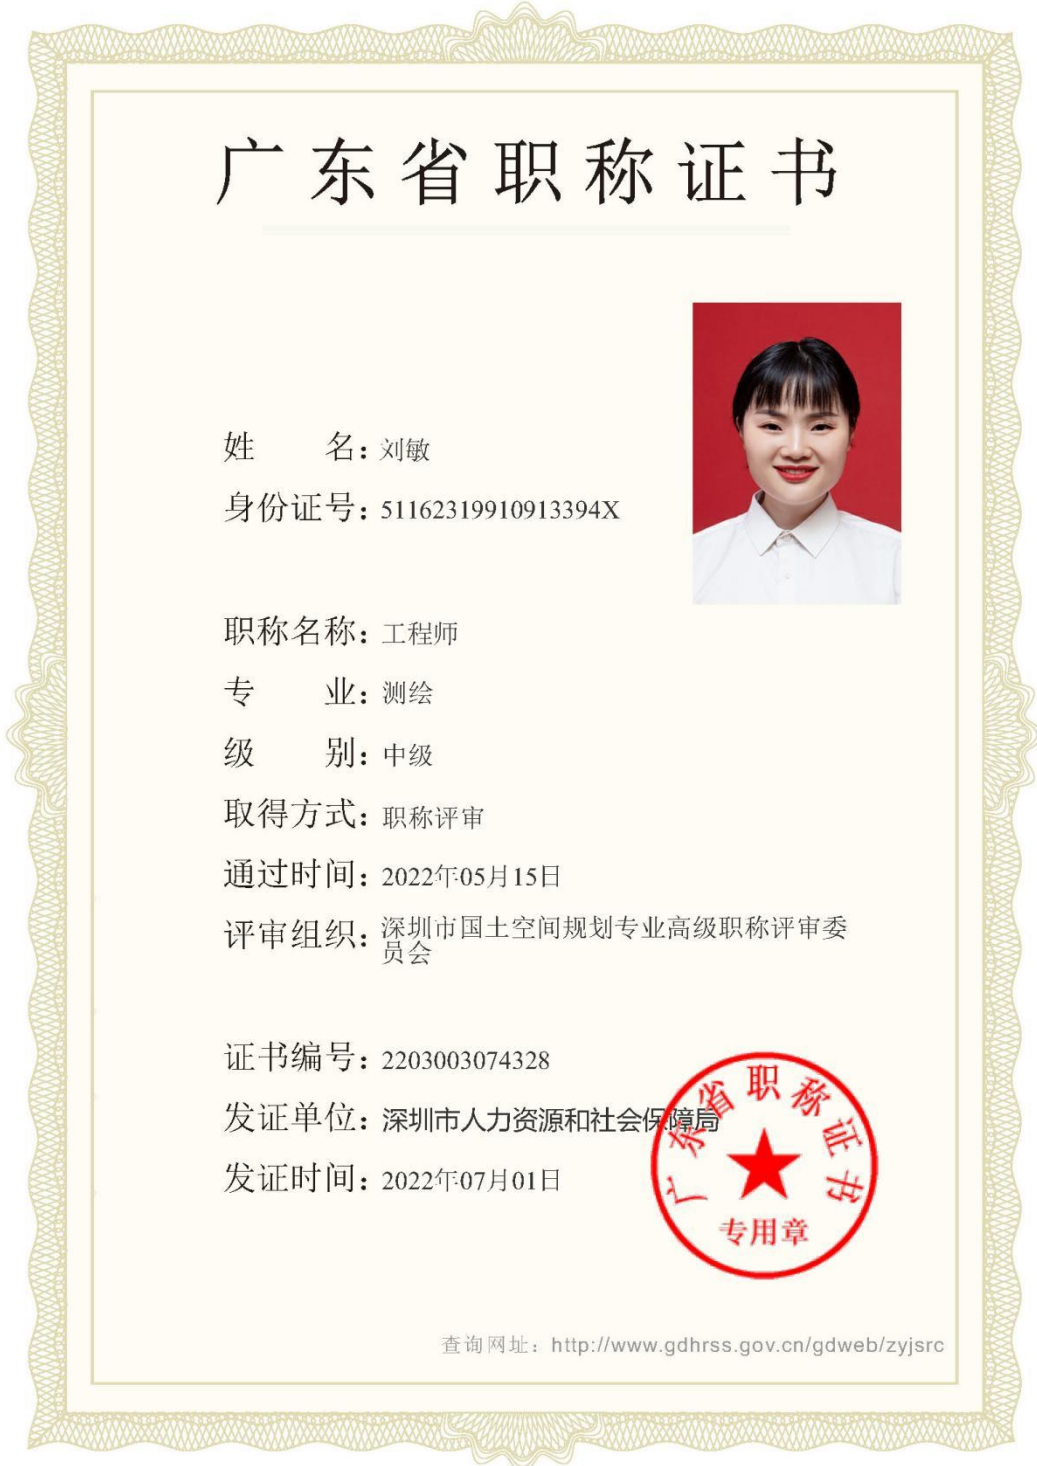 广东省职称证书
姓 名：刘敏
身份证号：51162319910913394X
职称名称：工程师
专 业：测绘
级 别：中级
取得方式：职称评审
通过时间：2022年05月15日
评审组织：深圳市国土空间规划专业高级职称评审委
员会
证书编号：2203003074328
发证单位：深圳市人力资源和社会保障局
发证时间：2022年07月01日
广东省职称证书
专用章
查询网址：http://www.gdhrss.gov.cn/gdweb/zyjsrc